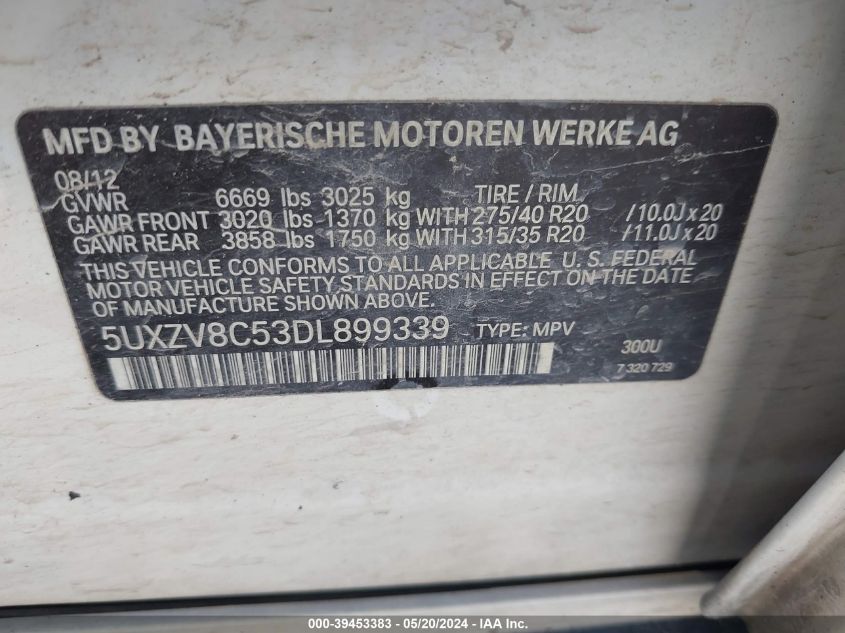 MFD BY BAYERISCHE MOTOREN WERKE AG
08/12
GVWR 6669 lbs 3025 kg TIRE / RIM
GAWR FRONT 3020 lbs-1370 kg WITH 275/40 R20 /10.0J x 20
GAWR REAR 3858 lbs 1750 kg WITH 315/35 R20 /11.0J x 20
THIS VEHICLE CONFORMS TO ALL APPLICABLE U. S. FEDERAL
MOTOR VEHICLE SAFETY STANDARDS IN EFFECT ON THE DATE
OF MANUFACTURE SHOWN ABOVE.
5UXZV8C53DL899339 TYPE: MPV
300U
7 320 729
000-39453383 - 05/20/2024 - IAA Inc.